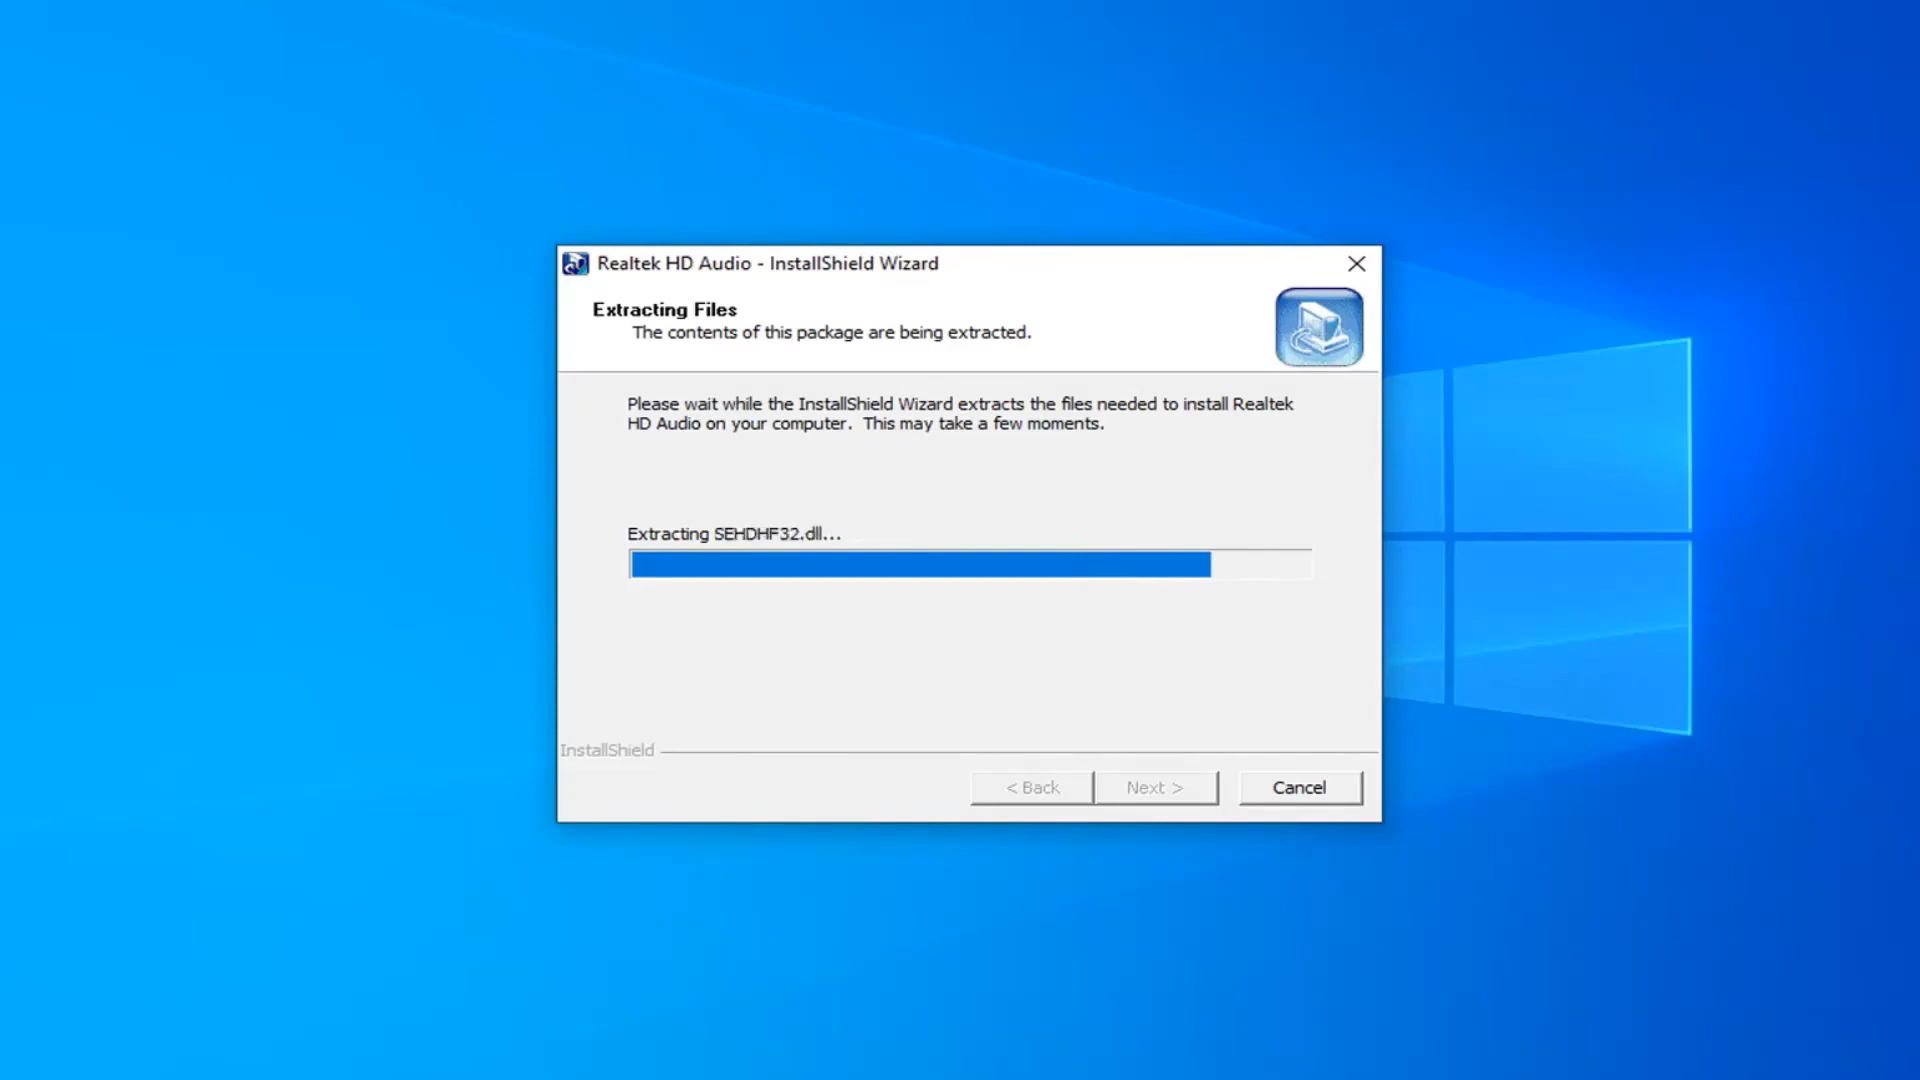 Realtek HD Audio - InstallShield Wizard
Extracting Files
The contents of this package are being extracted.
Please wait while the InstallShield Wizard extracts the files needed to install Realtek
HD Audio on your computer.  This may take a few moments.
Extracting SEHDHF32.dll...
InstallShield
< Back
Next >
Cancel